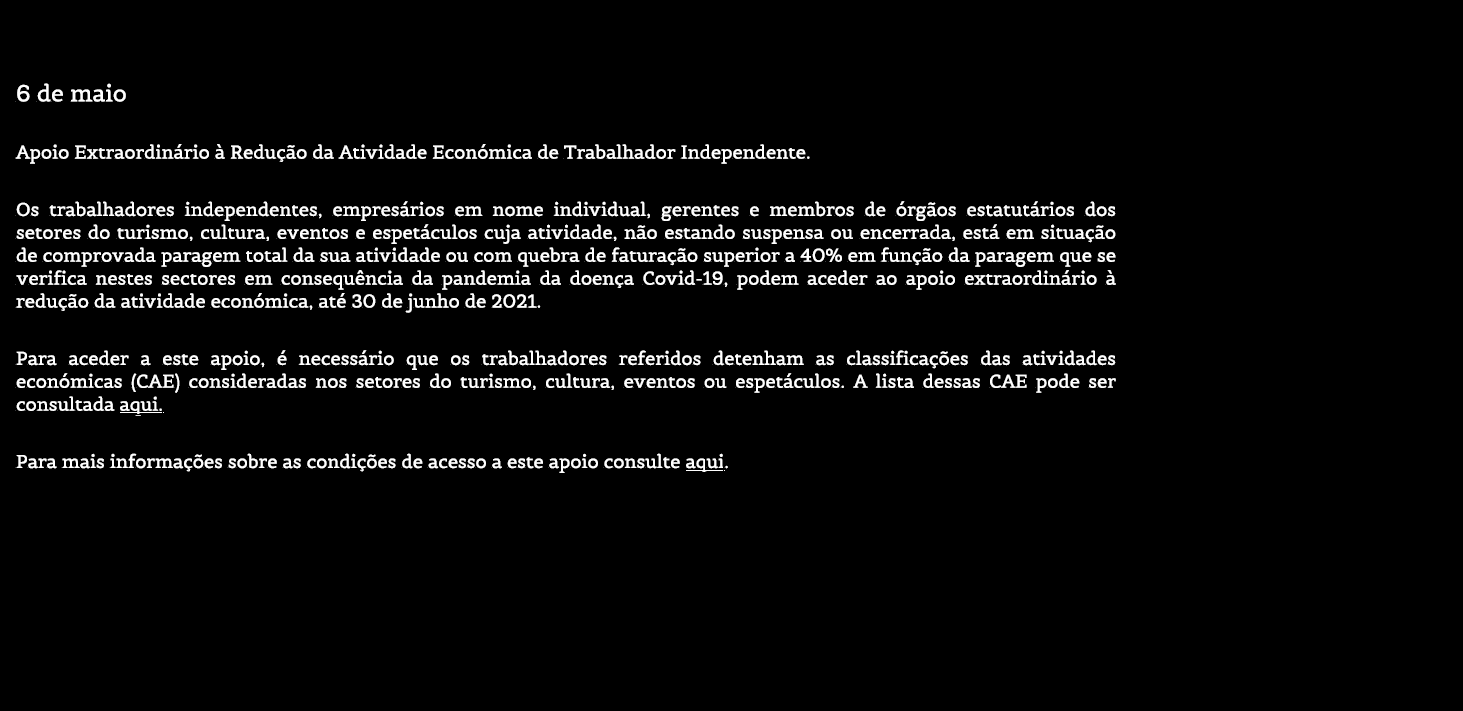 6 de maio
Apoio Extraordinário à Redução da Atividade Económica de Trabalhador Independente.
Os trabalhadores independentes, empresários em nome individual, gerentes e membros de órgãos estatutários dos
setores do turismo, cultura, eventos e espetáculos cuja atividade, não estando suspensa ou encerrada, está em situação
de comprovada paragem total da sua atividade ou com quebra de faturação superior a 40% em função da paragem que se
verifica nestes sectores em consequência da pandemia da doença Covid-19, podem aceder ao apoio extraordinário à
redução da atividade económica, até 30 de junho de 2021.
Para aceder a este apoio, é necessário que os trabalhadores referidos detenham as classificações das atividades
económicas (CAE) consideradas nos setores do turismo, cultura, eventos ou espetáculos. A lista dessas CAE pode ser
consultada aqui.
Para mais informações sobre as condições de acesso a este apoio consulte aqui.